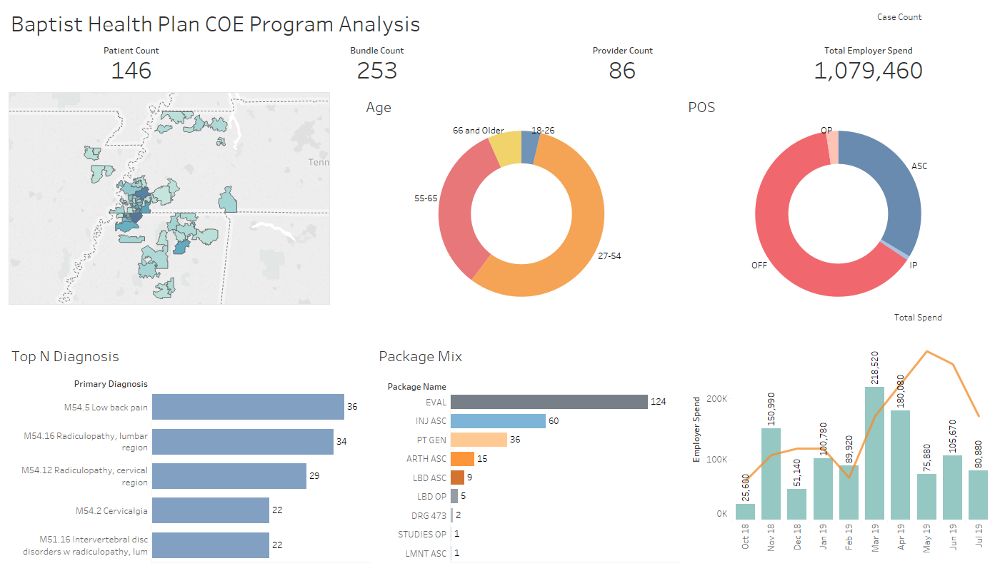 Baptist Health Plan COE Program Analysis
Case Count
Patient Count
146
Bundle Count
253
Provider Count
86
Total Employer Spend
1,079,460
Tenn
Age
66 and Older
18-26
55-65
27-54
POS
OP
ASC
OFF
IP
Total Spend
Top N Diagnosis
Primary Diagnosis
M54.5 Low back pain
36
M54.16 Radiculopathy, lumbar
region
34
M54.12 Radiculopathy, cervical
region
29
M54.2 Cervicalgia
22
M51.16 Intervertebral disc
disorders w radiculopathy, lum
22
Package Mix
Package Name
EVAL
124
INJ ASC
60
PT GEN
36
ARTH ASC
15
LBD ASC
9
LBD OP
5
DRG 473
2
STUDIES OP
1
LMNT ASC
1
Employer Spend
200K
100K
0K
25,600
150,990
51,140
100,780
89,920
218,520
180,080
75,880
105,670
80,880
Oct 18
Nov 18
Dec 18
Jan 19
Feb 19
Mar 19
Apr 19
May 19
Jun 19
Jul 19